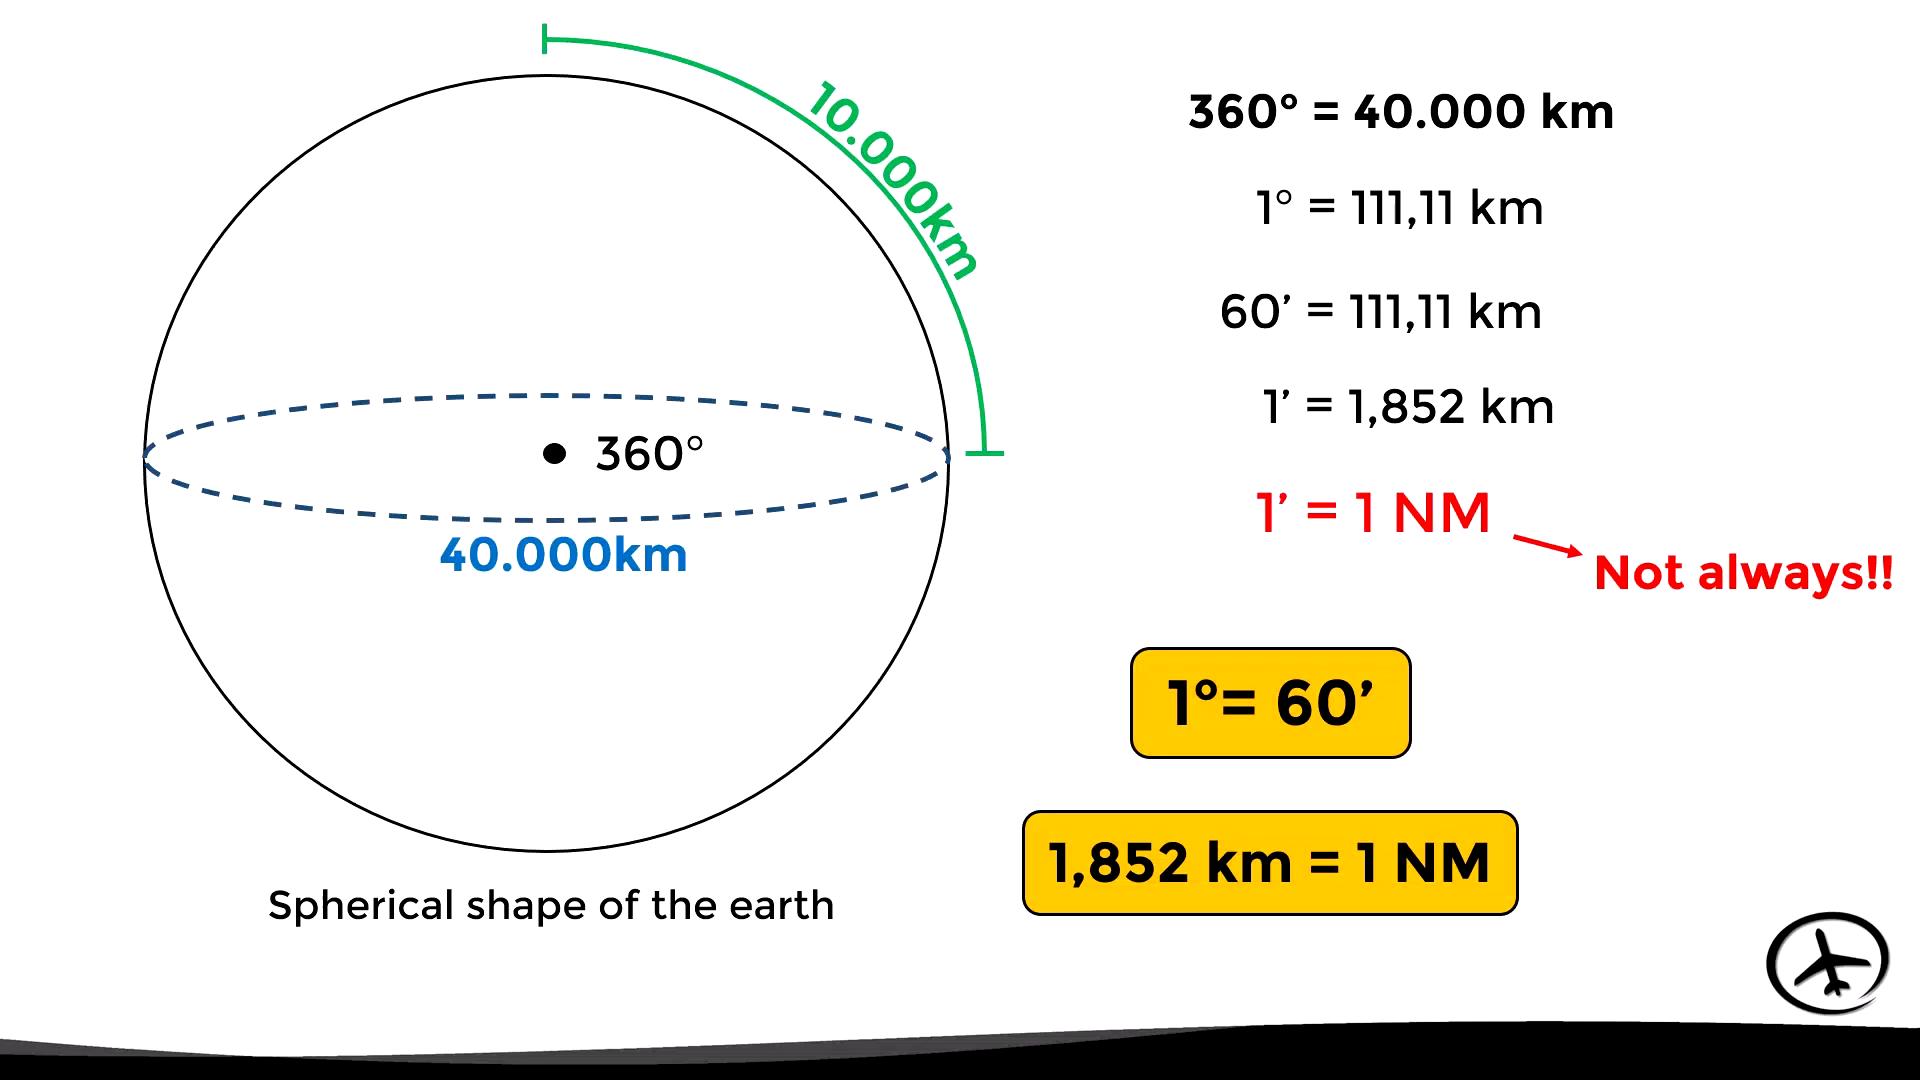 10.000km
360°
40.000km
Spherical shape of the earth
360° = 40.000 km
1° = 111,11 km
60’ = 111,11 km
1’ = 1,852 km
1’ = 1 NM
Not always!!
1°= 60’
1,852 km = 1 NM